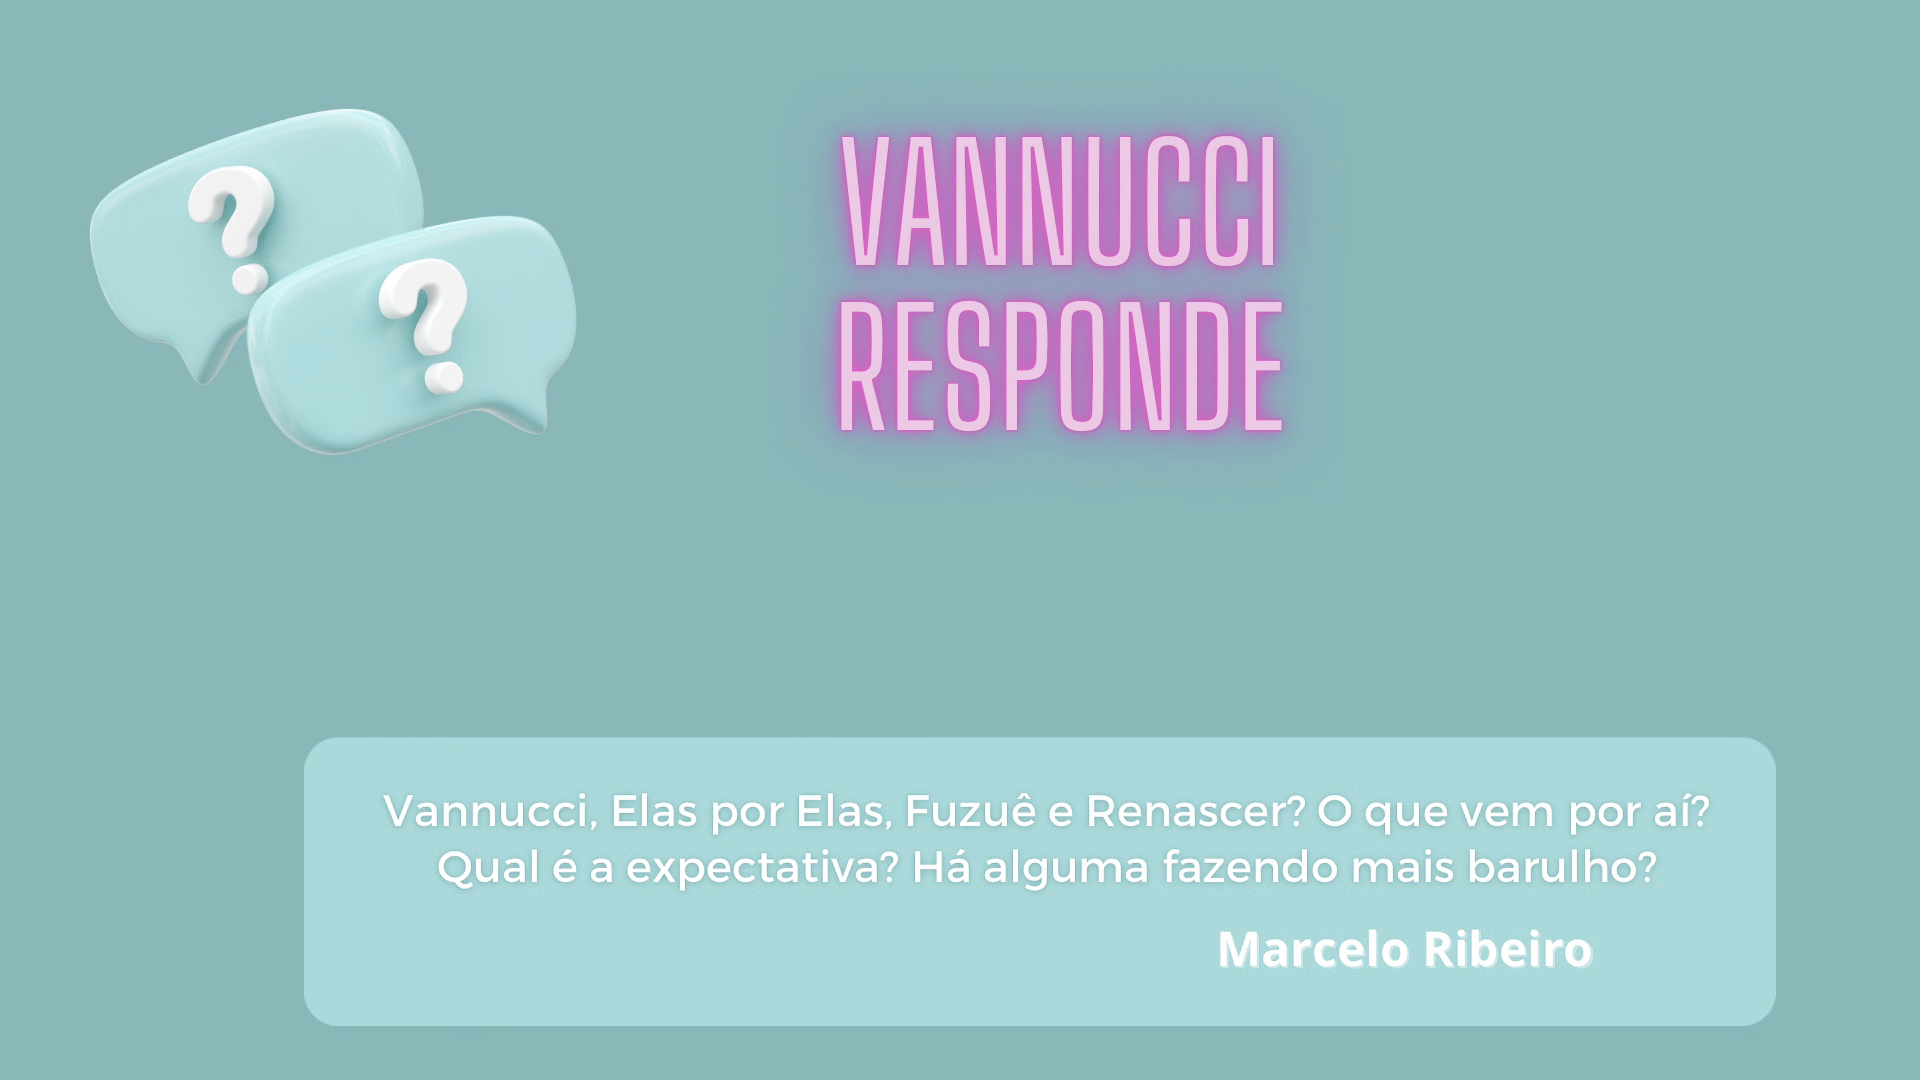 VANNUCCI
RESPONDE
Vannucci, Elas por Elas, Fuzuê e Renascer? O que vem por aí?
Qual é a expectativa? Há alguma fazendo mais barulho?
Marcelo Ribeiro